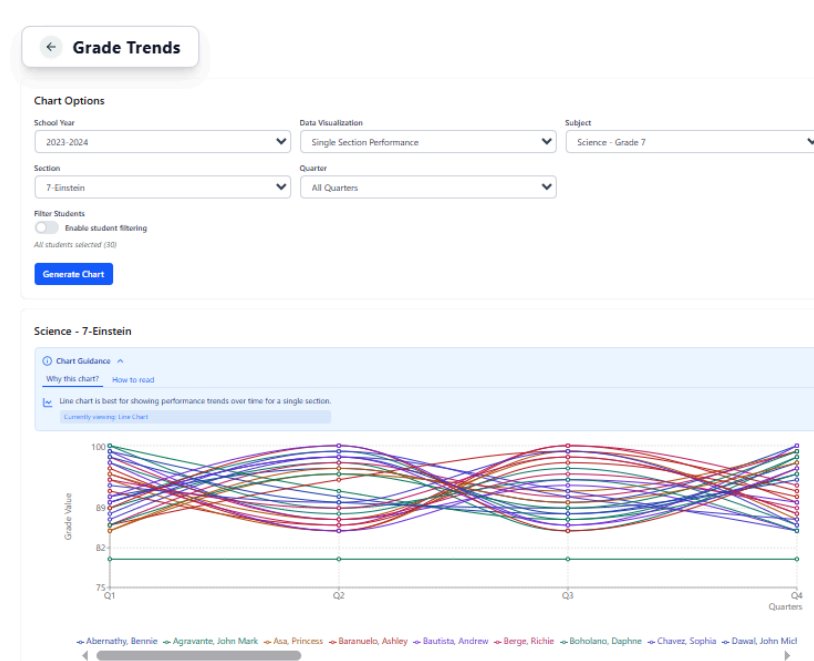 Grade Trends
Chart Options
School Year
Data Visualization
Subject
2023-2024
Single Section Performance
Science - Grade 7
Section
Quarter
7-Einstein
All Quarters
Filter Students
Enable student filtering
All students selected (30)
Generate Chart
Science - 7-Einstein
Chart Guidance
Why this chart?
How to read
Line chart is best for showing performance trends over time for a single section.
Currently viewing: Line Chart
100
89
82
75
Grade Value
Q1
Q2
Q3
Q4
Quarters
Abernathy, Bennie
Agravante, John Mark
Asa, Princess
Baranuelo, Ashley
Bautista, Andrew
Berge, Richie
Boholano, Daphne
Chavez, Sophia
Dawal, John